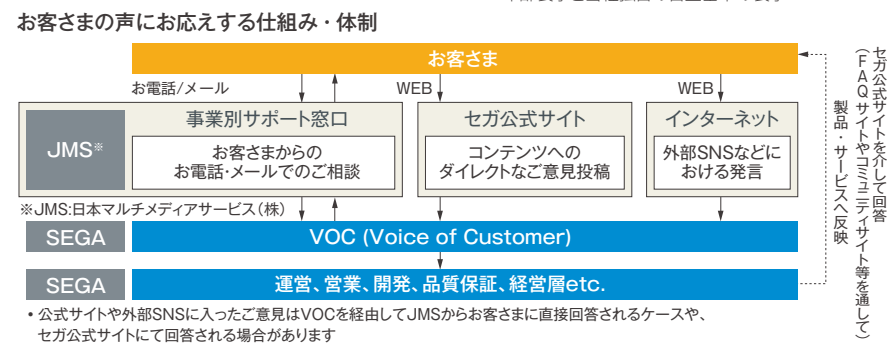 お客さまの声にお応えする仕組み・体制
お客さま
お電話/メール
WEB
WEB
JMS※
事業別サポート窓口
お客さまからの
お電話・メールでのご相談
セガ公式サイト
コンテンツへの
ダイレクトなご意見投稿
インターネット
外部SNSなどに
おける発言
※JMS:日本マルチメディアサービス(株)
SEGA
VOC (Voice of Customer)
SEGA
運営、営業、開発、品質保証、経営層etc.
製品・サービスへ反映
セガ公式サイトを介して回答
(FAQサイトやコミュニティサイト等を通して)
・公式サイトや外部SNSに入ったご意見はVOCを経由してJMSからお客さまに直接回答されるケースや、
セガ公式サイトにて回答される場合があります